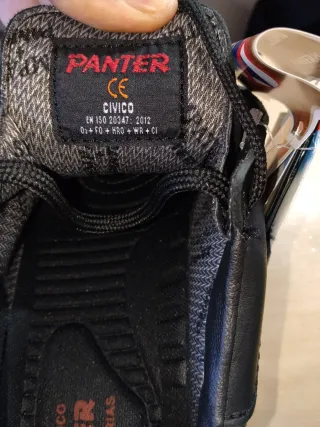 PANTER
CE
CIVICO
EN ISO 20347: 2012
O2 + FO + HRO + WR + CI